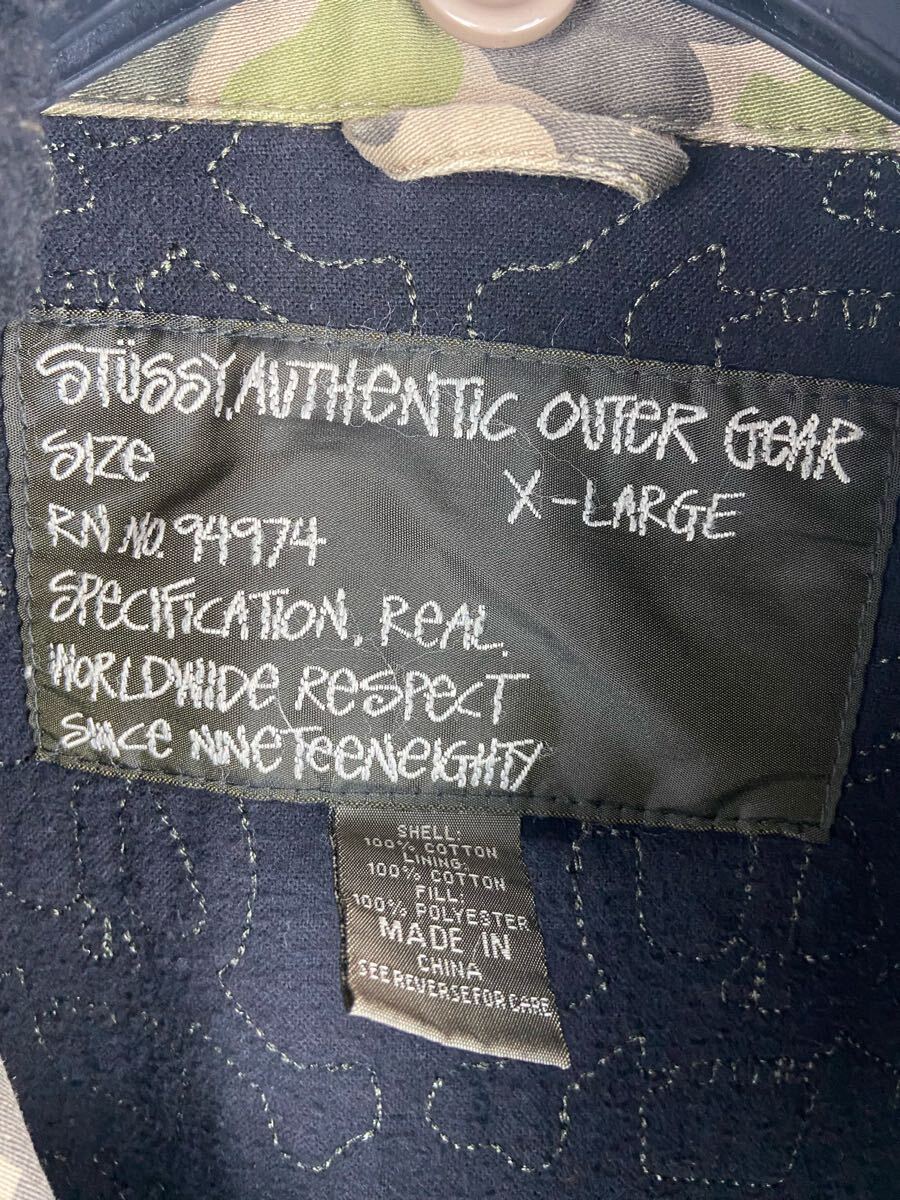 STÜSSY, AUTHENTIC OUTER GEAR
SIZE X-LARGE
RN NO. 94974
SPECIFICATION. REAL.
WORLDWIDE RESPECT
SINCE NINETEENEIGHTY
SHELL:
100% COTTON
LINING:
100% COTTON
FILL:
100% POLYESTER
MADE IN
CHINA
SEE REVERSE FOR CARE